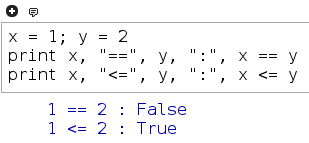 x = 1; y = 2
print x, "==", y, ":", x == y
print x, "<=", y, ":", x <= y
1 == 2 : False
1 <= 2 : True